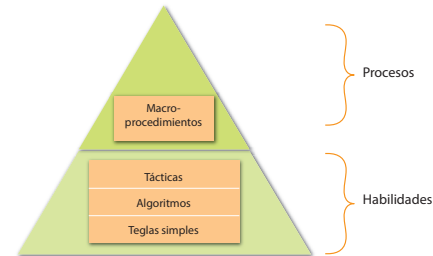 Procesos
Macro-
procedimientos
Tácticas
Algoritmos
Teglas simples
Habilidades